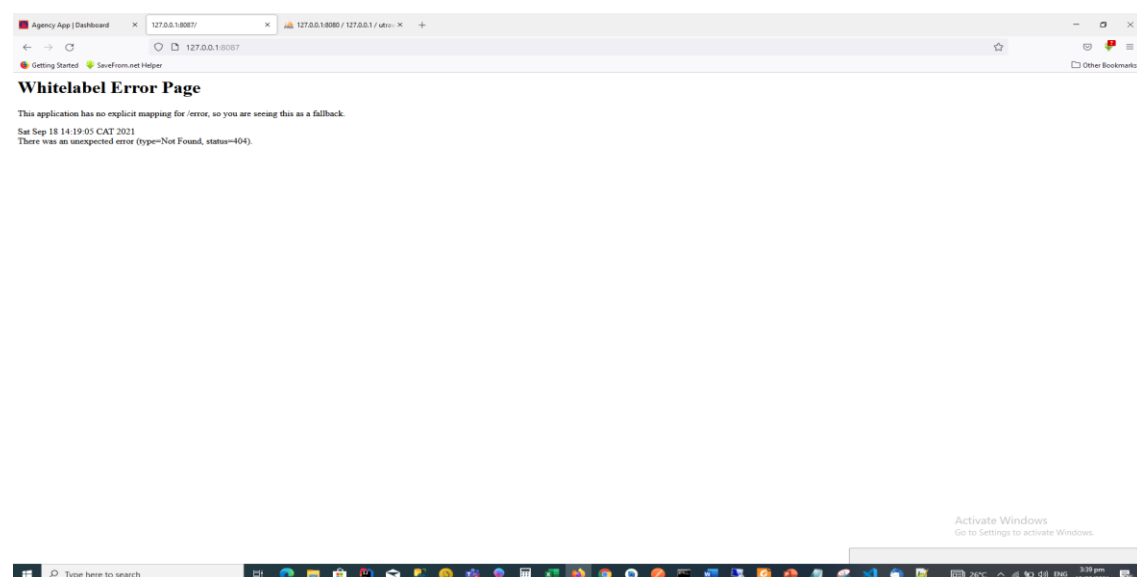 Agency App | Dashboard
127.0.0.1:8087/
127.0.0.1:8080 / 127.0.0.1 / utrav
127.0.0.1:8087
Getting Started
SaveFrom.net Helper
Other Bookmarks
Whitelabel Error Page
This application has no explicit mapping for /error, so you are seeing this as a fallback.
Sat Sep 18 14:19:05 CAT 2021
There was an unexpected error (type=Not Found, status=404).
Activate Windows
Go to Settings to activate Windows.
Type here to search
26°C
ENG
3:39 pm